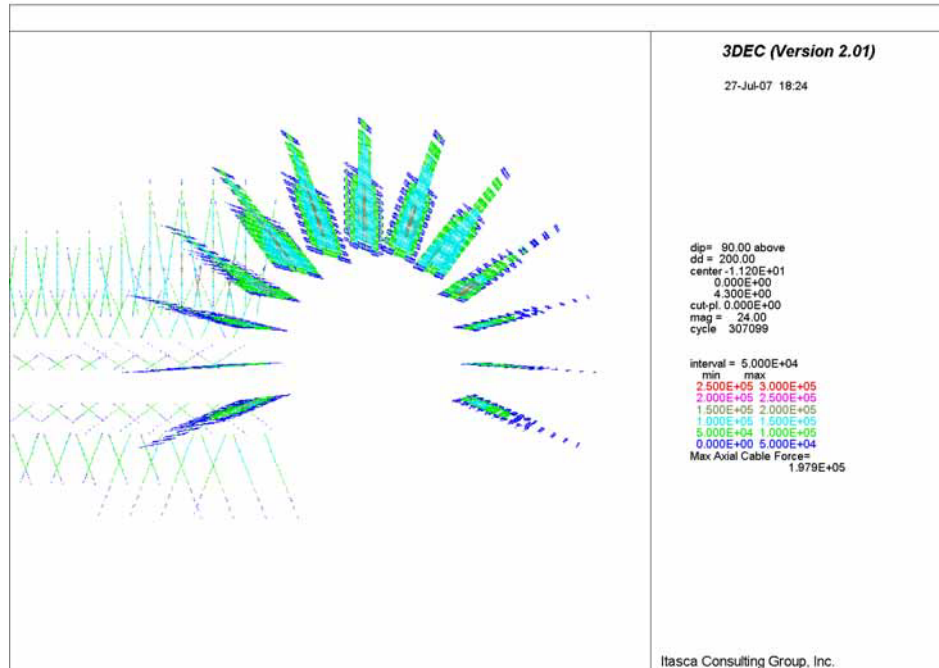 3DEC (Version 2.01)
27-Jul-07 18:24
dip= 90.00 above
dd = 200.00
center -1.120E+01
0.000E+00
4.300E+00
cut-pl. 0.000E+00
mag = 24.00
cycle 307099
interval = 5.000E+04
min max
2.500E+05 3.000E+05
2.000E+05 2.500E+05
1.500E+05 2.000E+05
1.000E+05 1.500E+05
5.000E+04 1.000E+05
0.000E+00 5.000E+04
Max Axial Cable Force=
1.979E+05
Itasca Consulting Group, Inc.